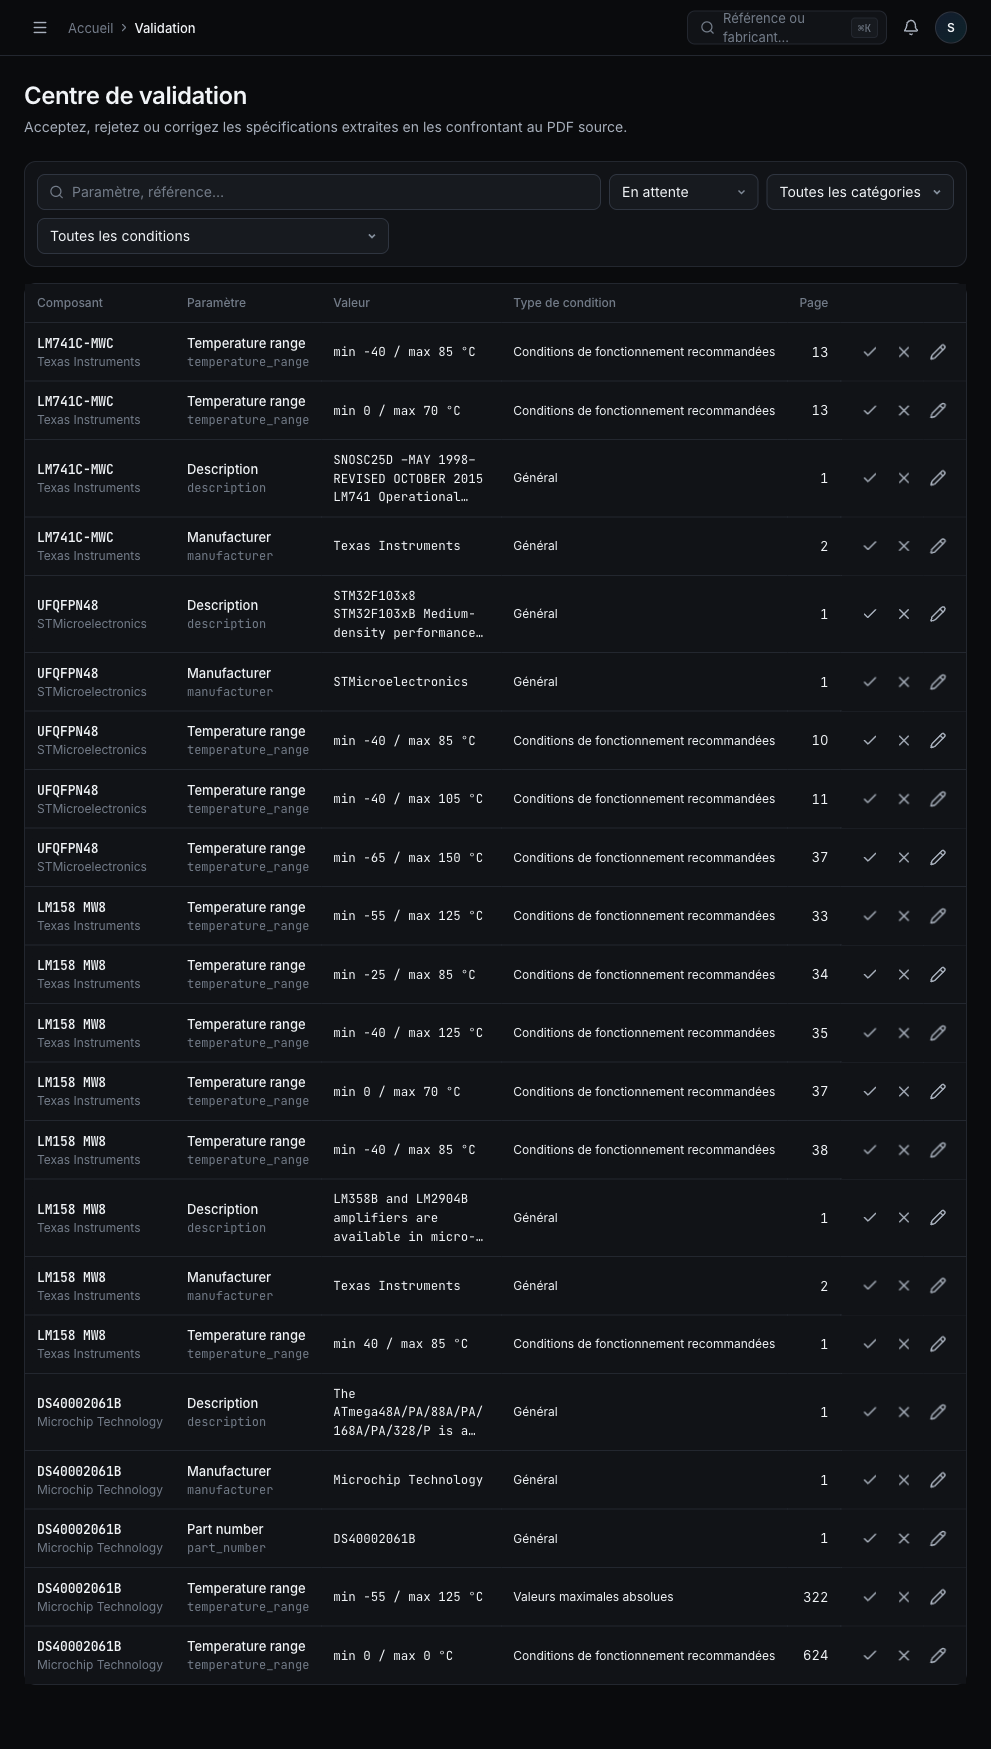 Accueil > Validation
Référence ou fabricant...
⌘K
S
Centre de validation
Acceptez, rejetez ou corrigez les spécifications extraites en les confrontant au PDF source.
Paramètre, référence...
En attente
Toutes les catégories
Toutes les conditions
Composant Paramètre Valeur Type de condition Page
LM741C-MWC Temperature range min -40 / max 85 °C Conditions de fonctionnement recommandées 13
Texas Instruments temperature_range
LM741C-MWC Temperature range min 0 / max 70 °C Conditions de fonctionnement recommandées 13
Texas Instruments temperature_range
LM741C-MWC Description SNOSC25D –MAY 1998– REVISED OCTOBER 2015 LM741 Operational… Général 1
Texas Instruments description
LM741C-MWC Manufacturer Texas Instruments Général 2
Texas Instruments manufacturer
UFQFPN48 Description STM32F103x8 STM32F103xB Medium-density performance… Général 1
STMicroelectronics description
UFQFPN48 Manufacturer STMicroelectronics Général 1
STMicroelectronics manufacturer
UFQFPN48 Temperature range min -40 / max 85 °C Conditions de fonctionnement recommandées 10
STMicroelectronics temperature_range
UFQFPN48 Temperature range min -40 / max 105 °C Conditions de fonctionnement recommandées 11
STMicroelectronics temperature_range
UFQFPN48 Temperature range min -65 / max 150 °C Conditions de fonctionnement recommandées 37
STMicroelectronics temperature_range
LM158 MW8 Temperature range min -55 / max 125 °C Conditions de fonctionnement recommandées 33
Texas Instruments temperature_range
LM158 MW8 Temperature range min -25 / max 85 °C Conditions de fonctionnement recommandées 34
Texas Instruments temperature_range
LM158 MW8 Temperature range min -40 / max 125 °C Conditions de fonctionnement recommandées 35
Texas Instruments temperature_range
LM158 MW8 Temperature range min 0 / max 70 °C Conditions de fonctionnement recommandées 37
Texas Instruments temperature_range
LM158 MW8 Temperature range min -40 / max 85 °C Conditions de fonctionnement recommandées 38
Texas Instruments temperature_range
LM158 MW8 Description LM358B and LM2904B amplifiers are available in micro-… Général 1
Texas Instruments description
LM158 MW8 Manufacturer Texas Instruments Général 2
Texas Instruments manufacturer
LM158 MW8 Temperature range min 40 / max 85 °C Conditions de fonctionnement recommandées 1
Texas Instruments temperature_range
DS40002061B Description The ATmega48A/PA/88A/PA/168A/PA/328/P is a… Général 1
Microchip Technology description
DS40002061B Manufacturer Microchip Technology Général 1
Microchip Technology manufacturer
DS40002061B Part number DS40002061B Général 1
Microchip Technology part_number
DS40002061B Temperature range min -55 / max 125 °C Valeurs maximales absolues 322
Microchip Technology temperature_range
DS40002061B Temperature range min 0 / max 0 °C Conditions de fonctionnement recommandées 624
Microchip Technology temperature_range